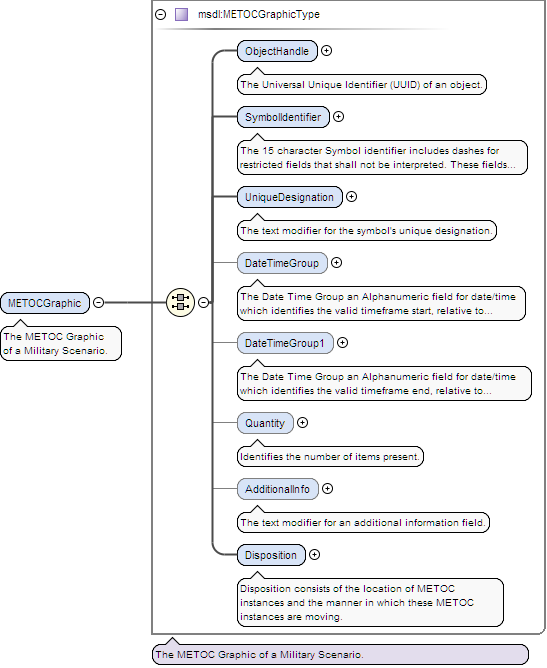 msdl:METOCGraphicType
ObjectHandle
The Universal Unique Identifier (UUID) of an object.
SymbolIdentifier
The 15 character Symbol identifier includes dashes for
restricted fields that shall not be interpreted. These fields...
UniqueDesignation
The text modifier for the symbol's unique designation.
DateTimeGroup
The Date Time Group an Alphanumeric field for date/time
which identifies the valid timeframe start, relative to...
METOCGraphic
The METOC Graphic
of a Military Scenario.
DateTimeGroup1
The Date Time Group an Alphanumeric field for date/time
which identifies the valid timeframe end, relative to...
Quantity
Identifies the number of items present.
AdditionalInfo
The text modifier for an additional information field.
Disposition
Disposition consists of the location of METOC
instances and the manner in which these METOC
instances are moving.
The METOC Graphic of a Military Scenario.